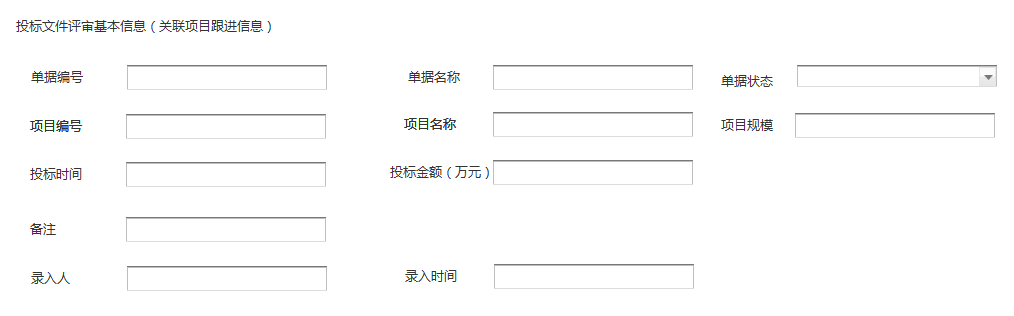 投标文件评审基本信息（关联项目跟进信息）
单据编号 单据名称 单据状态
项目编号 项目名称 项目规模
投标时间 投标金额（万元）
备注
录入人 录入时间